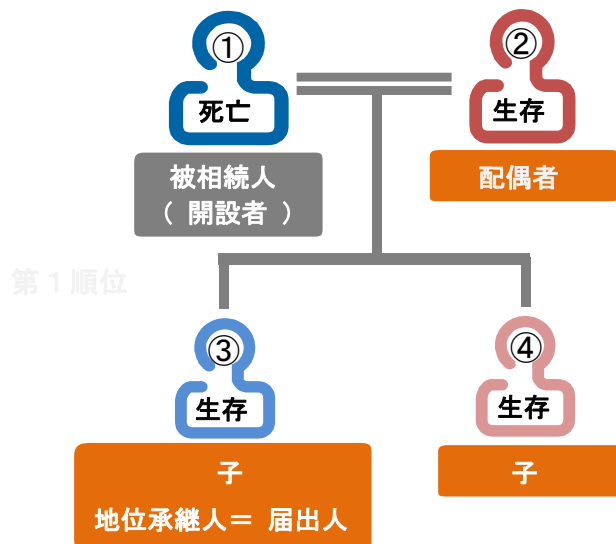 ①
死亡
被相続人
（ 開設者 ）
②
生存
配偶者
第１順位
③
生存
子
地位承継人＝ 届出人
④
生存
子